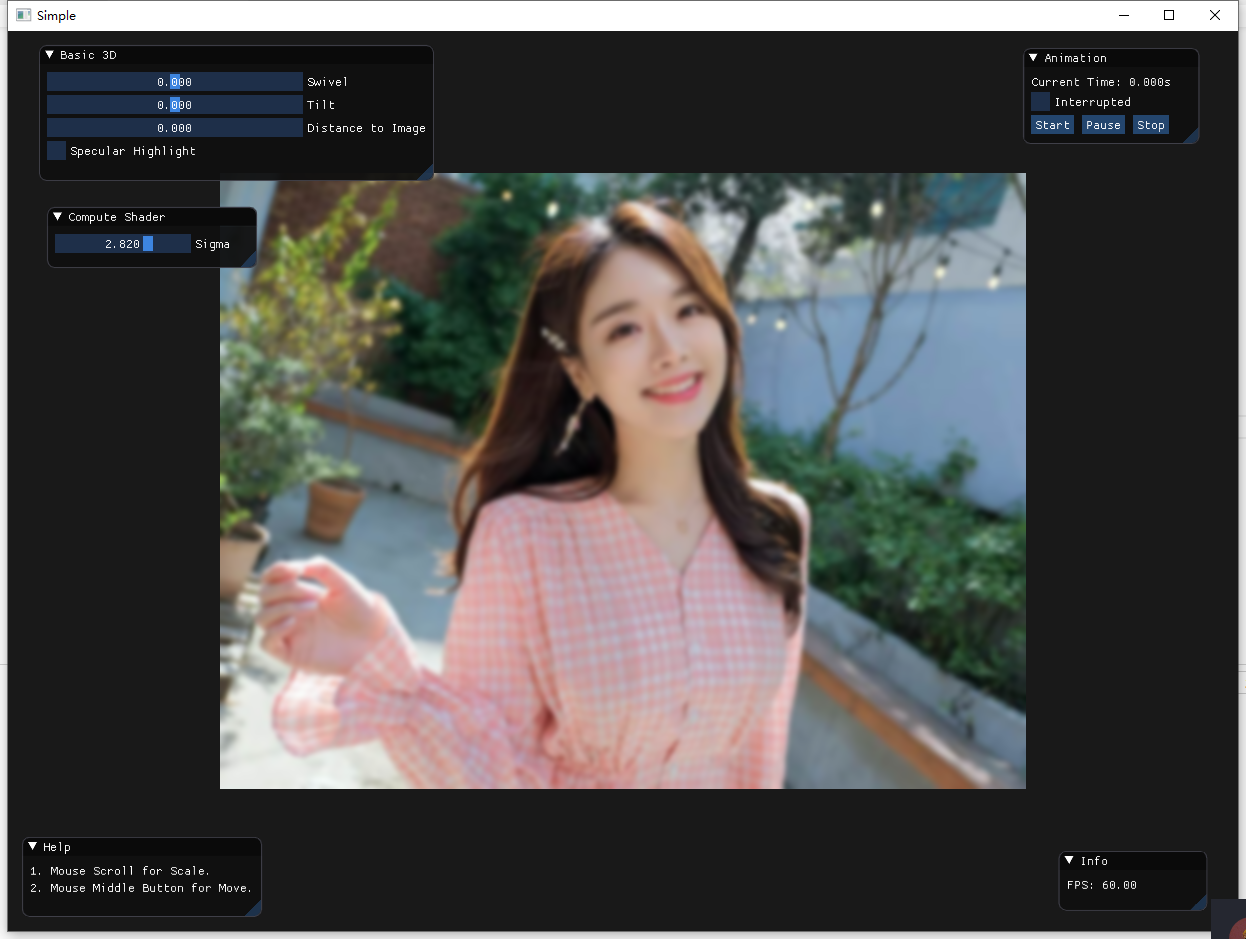 Simple
Basic 3D
0.000 Swivel
0.000 Tilt
0.000 Distance to Image
Specular Highlight
Compute Shader
2.820 Sigma
Animation
Current Time: 0.000s
Interrupted
Start Pause Stop
Help
1. Mouse Scroll for Scale.
2. Mouse Middle Button for Move.
Info
FPS: 60.00